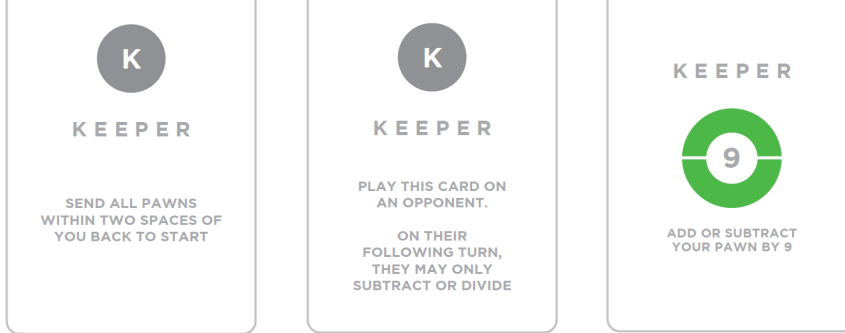 K
KEEPER
SEND ALL PAWNS
WITHIN TWO SPACES OF
YOU BACK TO START
K
KEEPER
PLAY THIS CARD ON
AN OPPONENT.
ON THEIR
FOLLOWING TURN,
THEY MAY ONLY
SUBTRACT OR DIVIDE
KEEPER
9
ADD OR SUBTRACT
YOUR PAWN BY 9